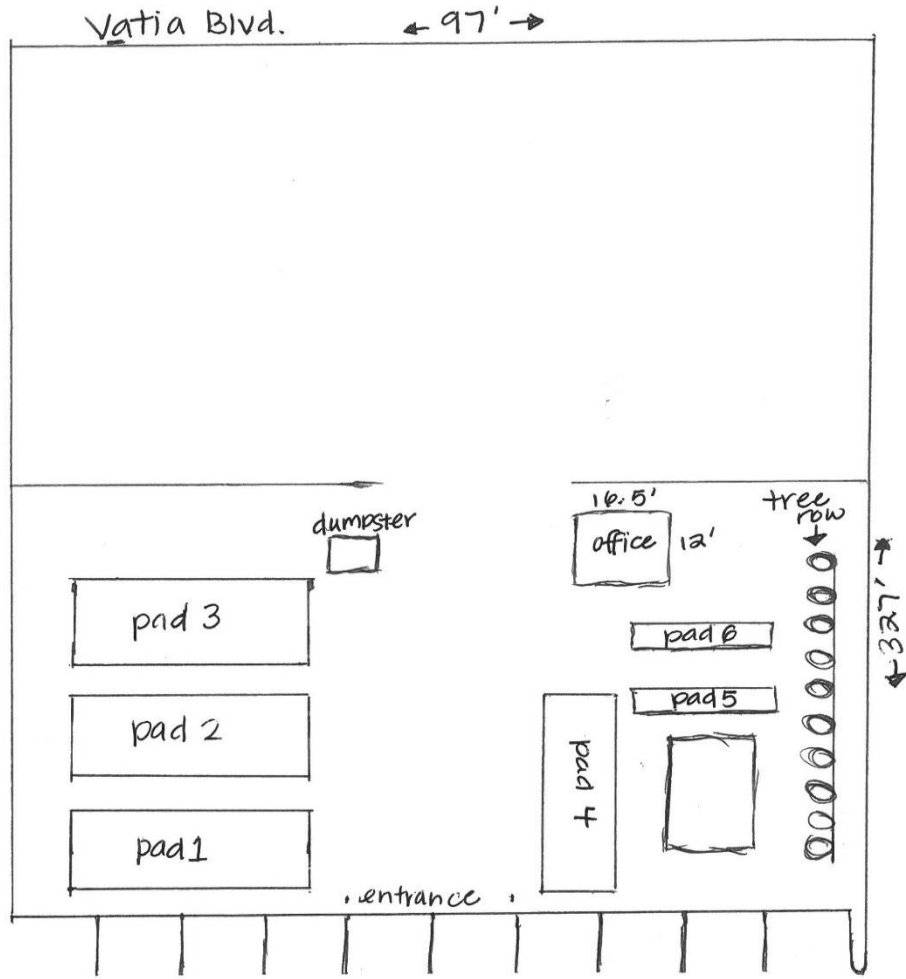 Vatia Blvd. ← 97' →
dumpster
16.5'
office 12'
tree
row
← 327' →
pad 3
pad 6
pad 5
pad 2
pad 4
pad 1
entrance